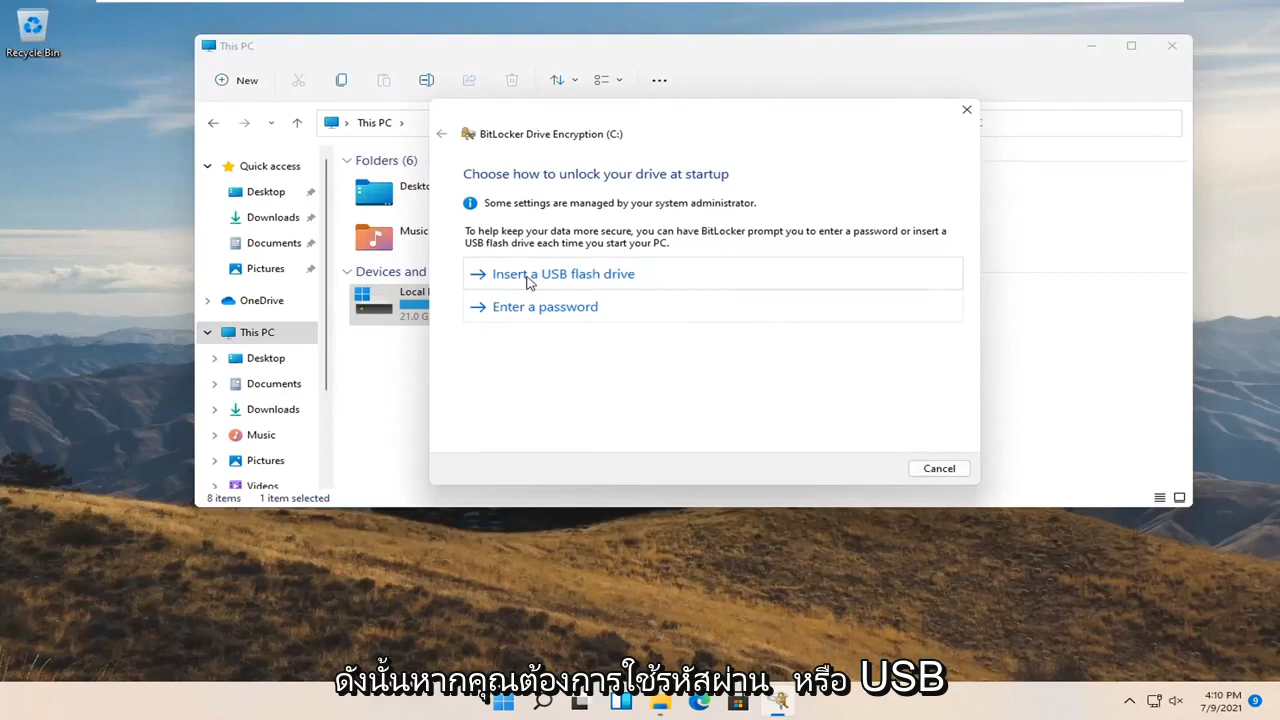 Recycle Bin
This PC
New
This PC
Quick access
Desktop
Downloads
Documents
Pictures
OneDrive
This PC
Desktop
Documents
Downloads
Music
Pictures
Videos
Folders (6)
Music
Devices and
Local
21.0 G
8 items
1 item selected
BitLocker Drive Encryption (C:)
Choose how to unlock your drive at startup
Some settings are managed by your system administrator.
To help keep your data more secure, you can have BitLocker prompt you to enter a password or insert a
USB flash drive each time you start your PC.
Insert a USB flash drive
Enter a password
Cancel
ดังนั้นหากคุณต้องการใช้รหัสผ่าน หรือ USB
4:10 PM
7/9/2021
9